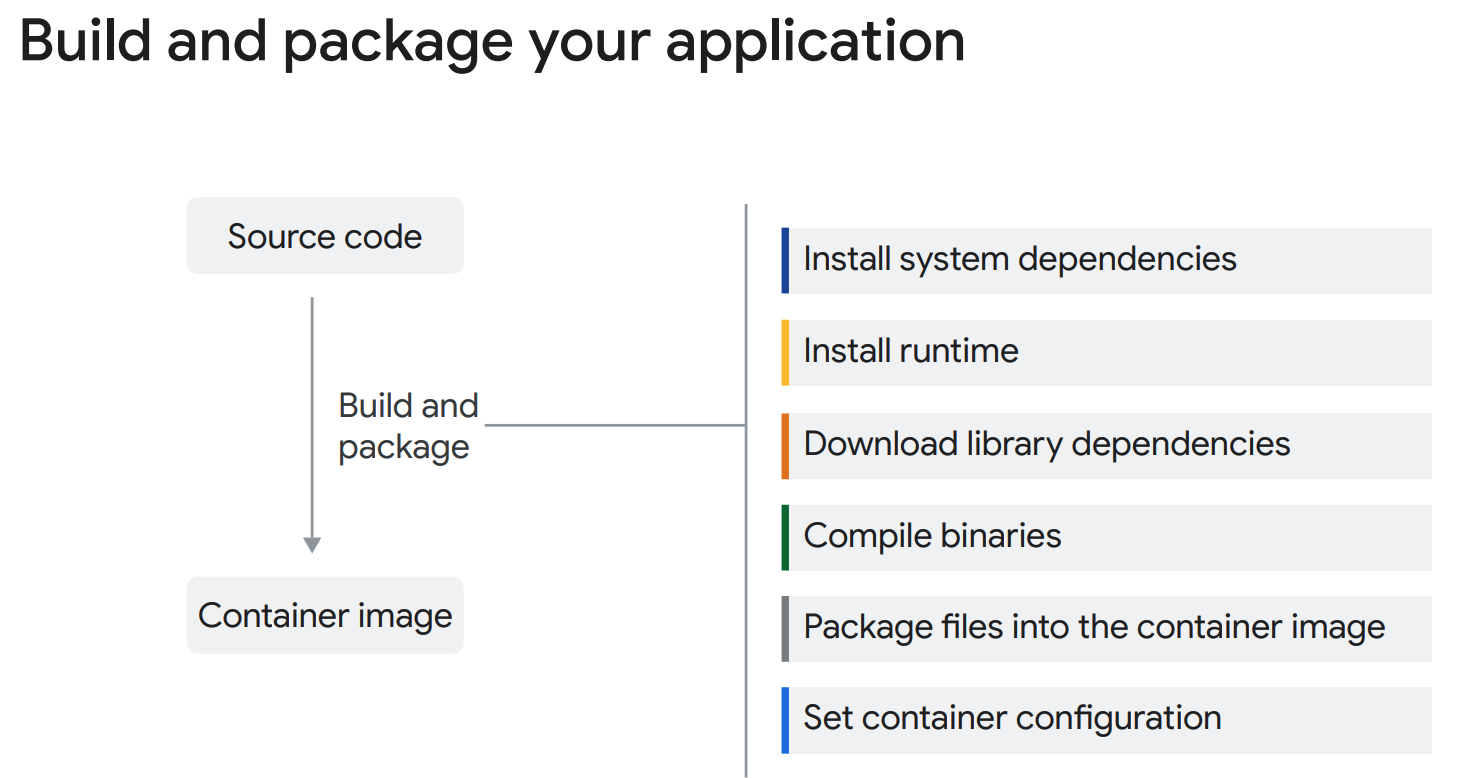 Build and package your application
Source code
Build and
package
Container image
Install system dependencies
Install runtime
Download library dependencies
Compile binaries
Package files into the container image
Set container configuration